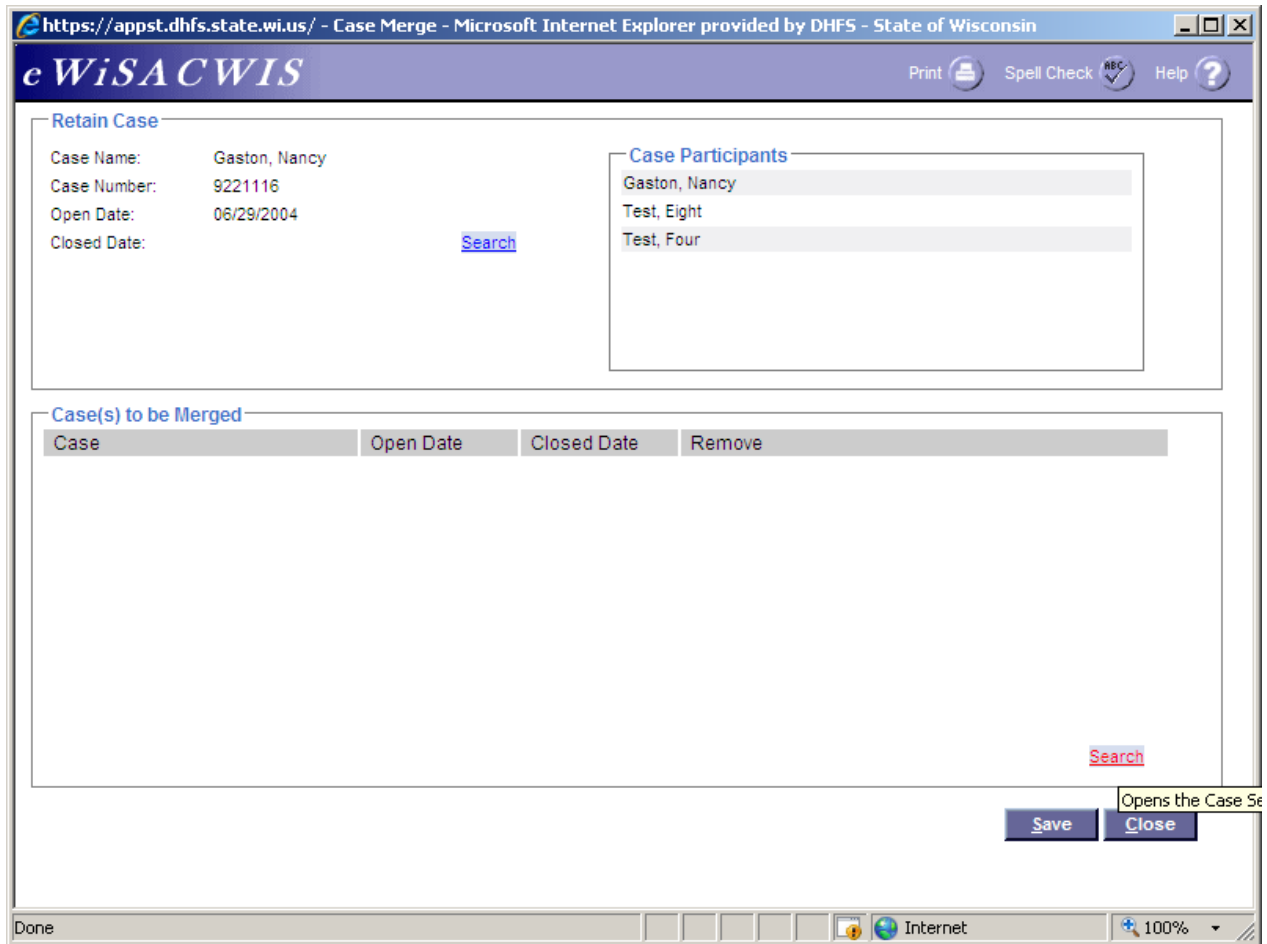 https://appst.dhfs.state.wi.us/ - Case Merge - Microsoft Internet Explorer provided by DHFS - State of Wisconsin
e WiSACWIS
Print
Spell Check
ABC
Help
?
Retain Case
Case Name: Gaston, Nancy
Case Number: 9221116
Open Date: 06/29/2004
Closed Date:
Search
Case Participants
Gaston, Nancy
Test, Eight
Test, Four
Case(s) to be Merged
Case Open Date Closed Date Remove
Search
Opens the Case Se
Save Close
Done Internet 100%